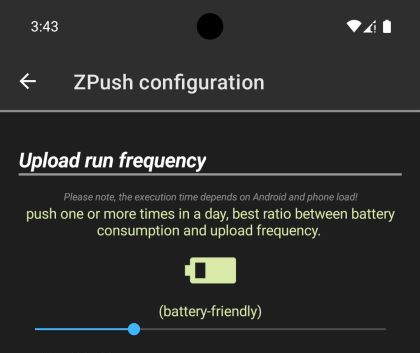 3:43
ZPush configuration
Upload run frequency
Please note, the execution time depends on Android and phone load!
push one or more times in a day, best ratio between battery
consumption and upload frequency.
(battery-friendly)